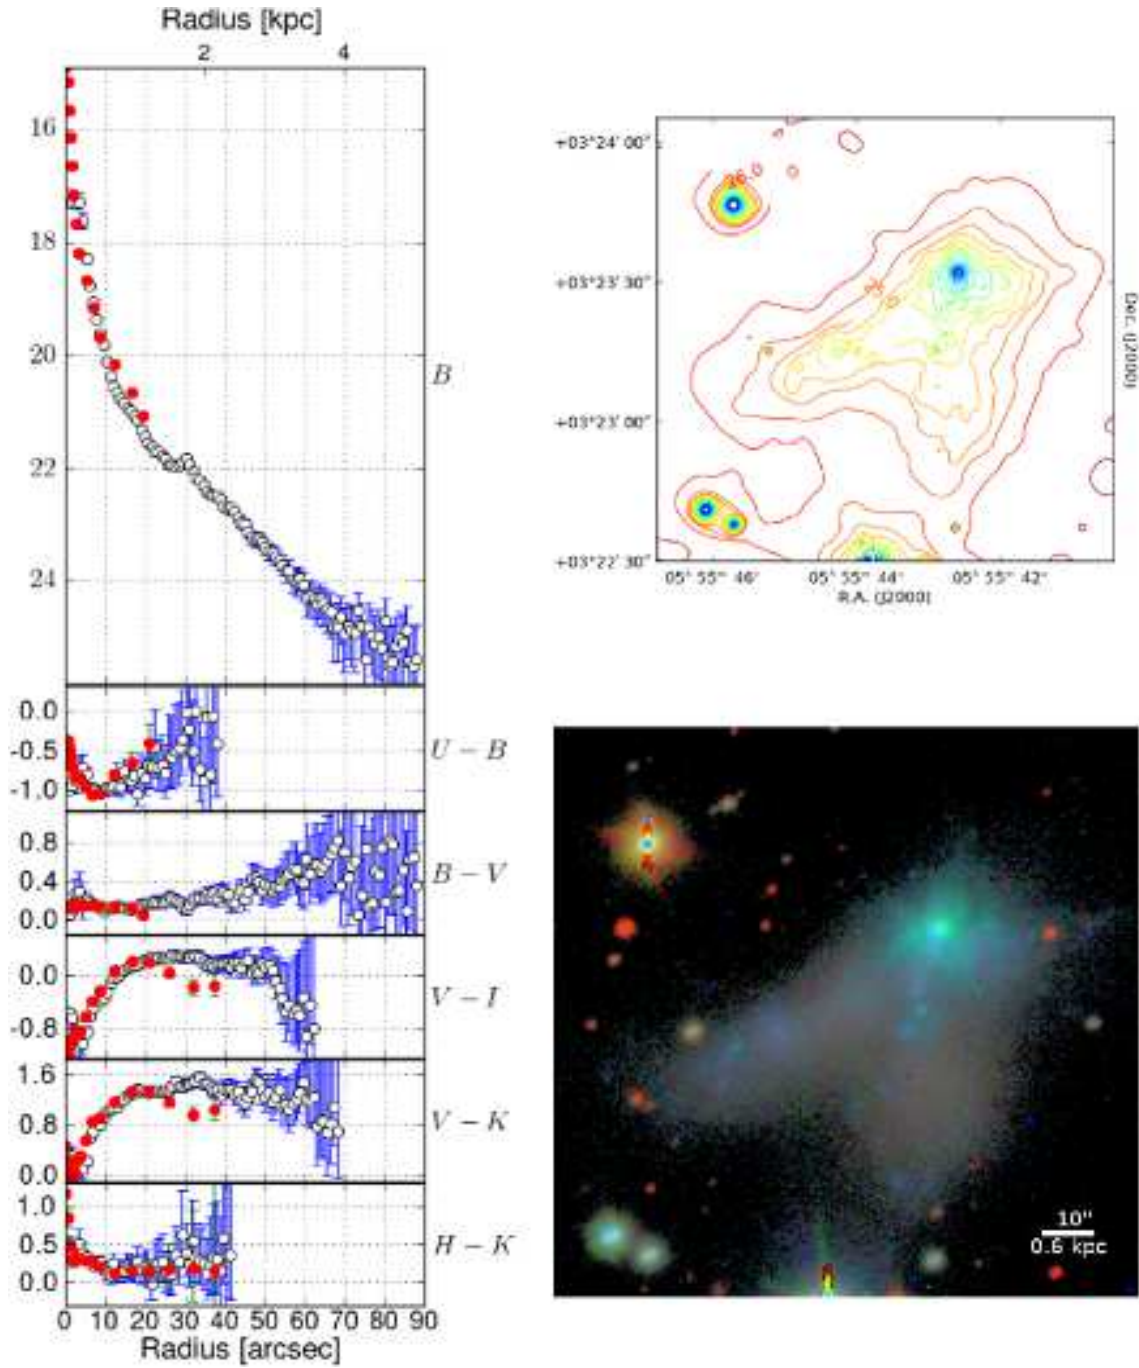 Radius [kpc]
2 4
16
18
20
22
24
B
0.0
-0.5
-1.0
U − B
0.8
0.4
0.0
B − V
0.0
-0.8
V − I
1.6
0.8
0.0
V − K
1.0
0.5
0.0
H − K
0 10 20 30 40 50 60 70 80 90
Radius [arcsec]
+03°24' 00"
+03°23' 30"
+03°23' 00"
+03°22' 30"
26
26
05ʰ 55ᵐ 46ˢ 05ʰ 55ᵐ 44ˢ 05ʰ 55ᵐ 42ˢ
R.A. (J2000)
Dec. (J2000)
10"
0.6 kpc